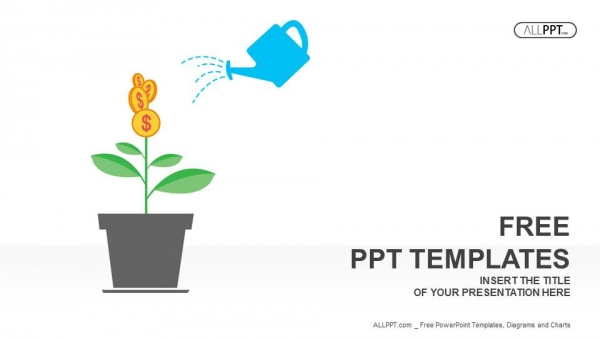 ALLPPT.com
$
$
$
$
FREE
PPT TEMPLATES
INSERT THE TITLE
OF YOUR PRESENTATION HERE
ALLPPT.com _ Free PowerPoint Templates, Diagrams and Charts